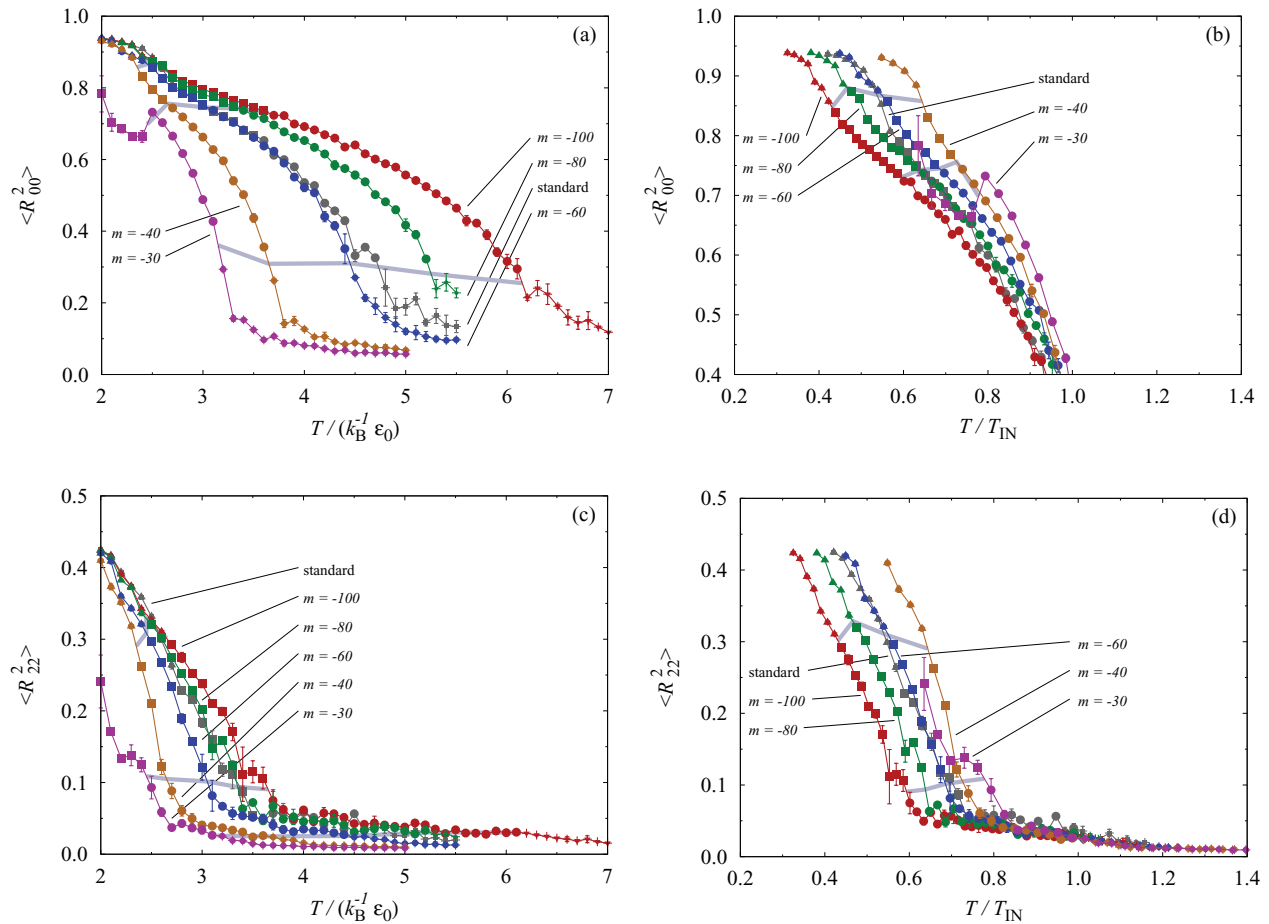 (a)
1.0
0.8
0.6
0.4
0.2
0.0
<R²₀₀>
m = -100
m = -80
standard
m = -60
m = -40
m = -30
2 3 4 5 6 7
T / (k_B⁻¹ ε₀)
(b)
1.0
0.9
0.8
0.7
0.6
0.5
0.4
<R²₀₀>
standard
m = -40
m = -30
m = -100
m = -80
m = -60
0.2 0.4 0.6 0.8 1.0 1.2 1.4
T / T_IN
(c)
0.5
0.4
0.3
0.2
0.1
0.0
<R²₂₂>
standard
m = -100
m = -80
m = -60
m = -40
m = -30
2 3 4 5 6 7
T / (k_B⁻¹ ε₀)
(d)
0.5
0.4
0.3
0.2
0.1
0.0
<R²₂₂>
m = -60
standard
m = -40
m = -100
m = -30
m = -80
0.2 0.4 0.6 0.8 1.0 1.2 1.4
T / T_IN